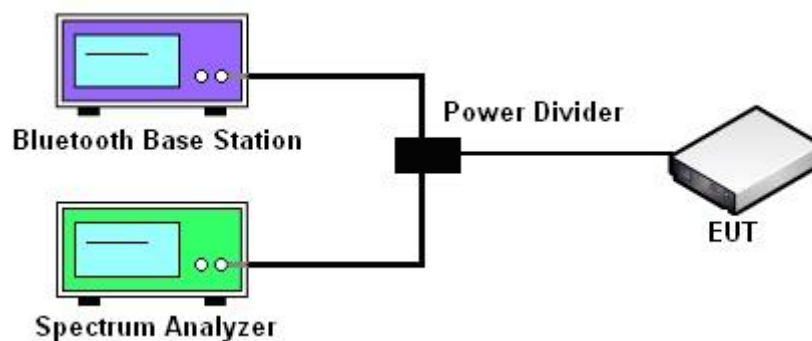 Bluetooth Base Station
Power Divider
EUT
Spectrum Analyzer